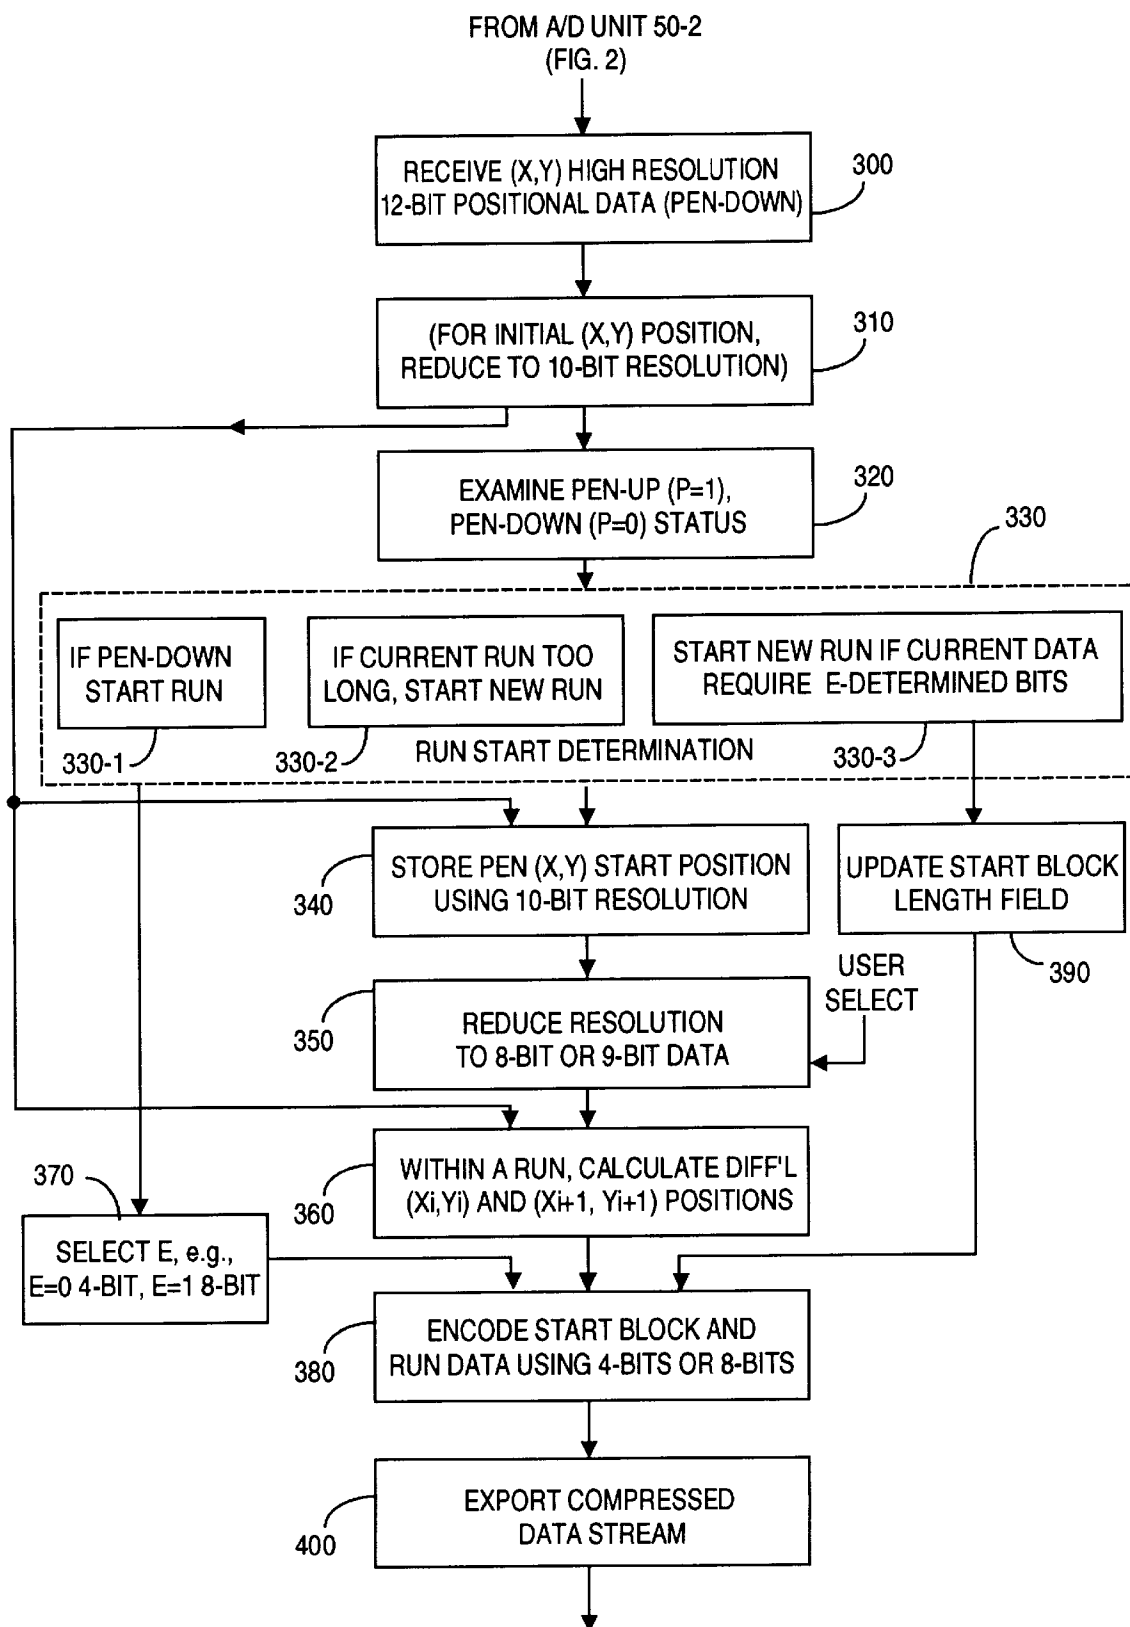 FROM A/D UNIT 50-2
(FIG. 2)
RECEIVE (X,Y) HIGH RESOLUTION
12-BIT POSITIONAL DATA (PEN-DOWN)
300
(FOR INITIAL (X,Y) POSITION,
REDUCE TO 10-BIT RESOLUTION)
310
EXAMINE PEN-UP (P=1),
PEN-DOWN (P=0) STATUS
320
330
IF PEN-DOWN
START RUN
IF CURRENT RUN TOO
LONG, START NEW RUN
START NEW RUN IF CURRENT DATA
REQUIRE E-DETERMINED BITS
330-1
330-2
RUN START DETERMINATION
330-3
STORE PEN (X,Y) START POSITION
USING 10-BIT RESOLUTION
340
UPDATE START BLOCK
LENGTH FIELD
390
USER
SELECT
REDUCE RESOLUTION
TO 8-BIT OR 9-BIT DATA
350
WITHIN A RUN, CALCULATE DIFF'L
(Xi,Yi) AND (Xi+1, Yi+1) POSITIONS
360
370
SELECT E, e.g.,
E=0 4-BIT, E=1 8-BIT
ENCODE START BLOCK AND
RUN DATA USING 4-BITS OR 8-BITS
380
EXPORT COMPRESSED
DATA STREAM
400